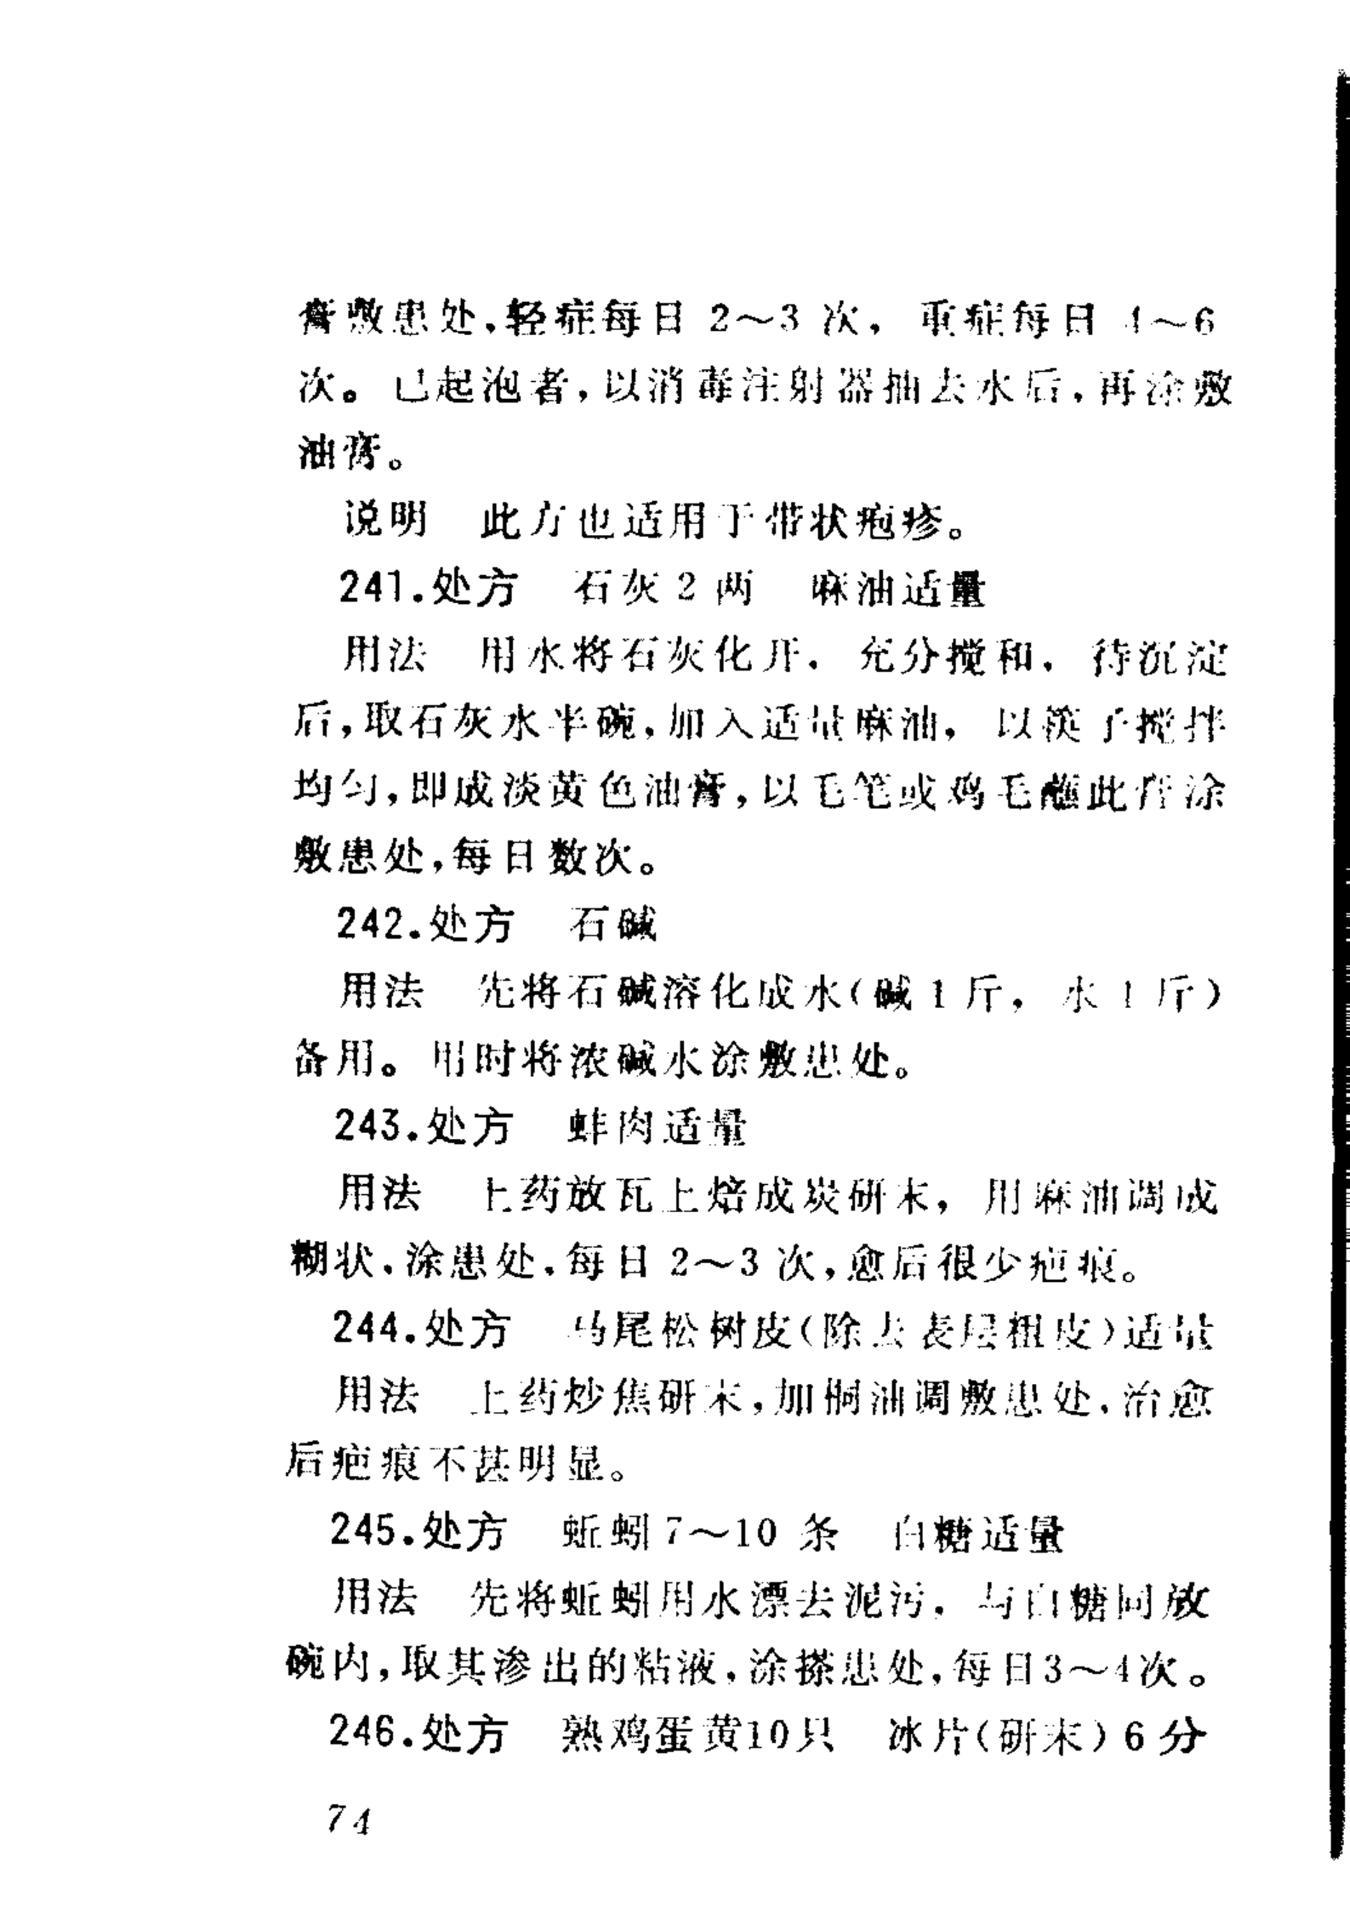 膏敷患处,轻症每日 2～3 次, 重症每日 4～6
次。已起泡者,以消毒注射器抽去水后,再涂敷
油膏。
说明 此方也适用于带状疱疹。
241.处方 石灰 2 两 麻油适量
用法 用水将石灰化开, 充分搅和, 待沉淀
后,取石灰水半碗,加入适量麻油, 以筷子搅拌
均匀,即成淡黄色油膏,以毛笔或鸡毛蘸此膏涂
敷患处,每日数次。
242.处方 石碱
用法 先将石碱溶化成水(碱 1 斤, 水 1 斤)
备用。用时将浓碱水涂敷患处。
243.处方 蚌肉适量
用法 上药放瓦上焙成炭研末, 用麻油调成
糊状,涂患处,每日 2～3 次,愈后很少疤痕。
244.处方 马尾松树皮(除去表层粗皮)适量
用法 上药炒焦研末,加桐油调敷患处,治愈
后疤痕不甚明显。
245.处方 蚯蚓 7～10 条 白糖适量
用法 先将蚯蚓用水漂去泥污, 与白糖同放
碗内,取其渗出的粘液,涂搽患处,每日3～4次。
246.处方 熟鸡蛋黄10只 冰片(研末) 6 分
74